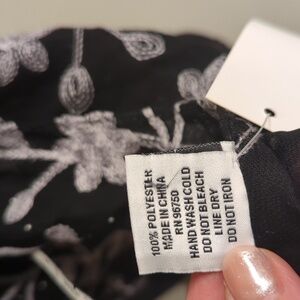 100% POLYESTER
MADE IN CHINA
RN 96750
HAND WASH COLD
DO NOT BLEACH
LINE DRY
DO NOT IRON